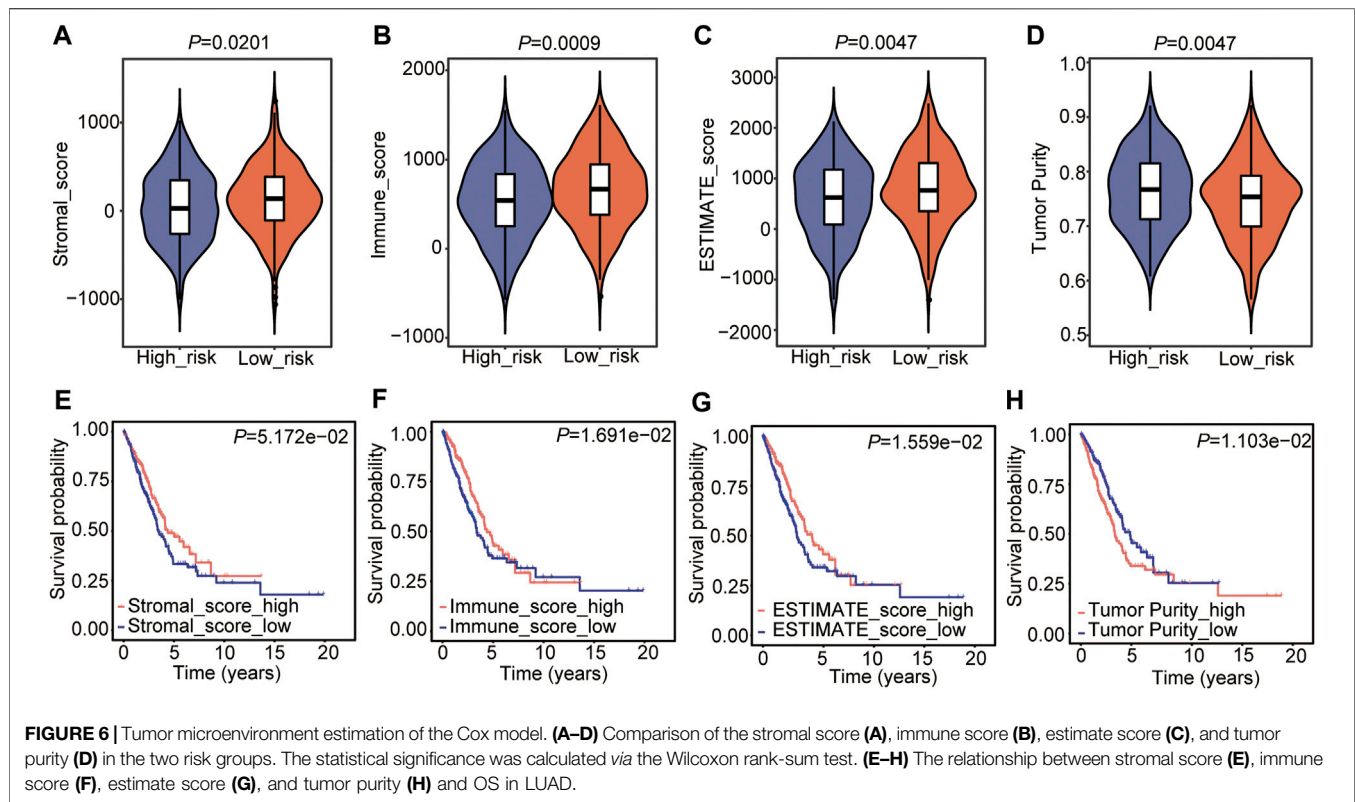 A
P=0.0201
Stromal_score
1000
0
−1000
High_risk
Low_risk
B
P=0.0009
Immune_score
2000
1000
0
−1000
High_risk
Low_risk
C
P=0.0047
ESTIMATE_score
3000
2000
1000
0
−1000
−2000
High_risk
Low_risk
D
P=0.0047
Tumor Purity
1.0
0.9
0.8
0.7
0.6
0.5
High_risk
Low_risk
E
P=5.172e−02
Survival probability
1.00
0.75
0.50
0.25
0.00
Stromal_score_high
Stromal_score_low
0 5 10 15 20
Time (years)
F
P=1.691e−02
Survival probability
1.00
0.75
0.50
0.25
0.00
Immune_score_high
Immune_score_low
0 5 10 15 20
Time (years)
G
P=1.559e−02
Survival probability
1.00
0.75
0.50
0.25
0.00
ESTIMATE_score_high
ESTIMATE_score_low
0 5 10 15 20
Time (years)
H
P=1.103e−02
Survival probability
1.00
0.75
0.50
0.25
0.00
Tumor Purity_high
Tumor Purity_low
0 5 10 15 20
Time (years)
FIGURE 6 | Tumor microenvironment estimation of the Cox model. (A–D) Comparison of the stromal score (A), immune score (B), estimate score (C), and tumor
purity (D) in the two risk groups. The statistical significance was calculated via the Wilcoxon rank-sum test. (E–H) The relationship between stromal score (E), immune
score (F), estimate score (G), and tumor purity (H) and OS in LUAD.